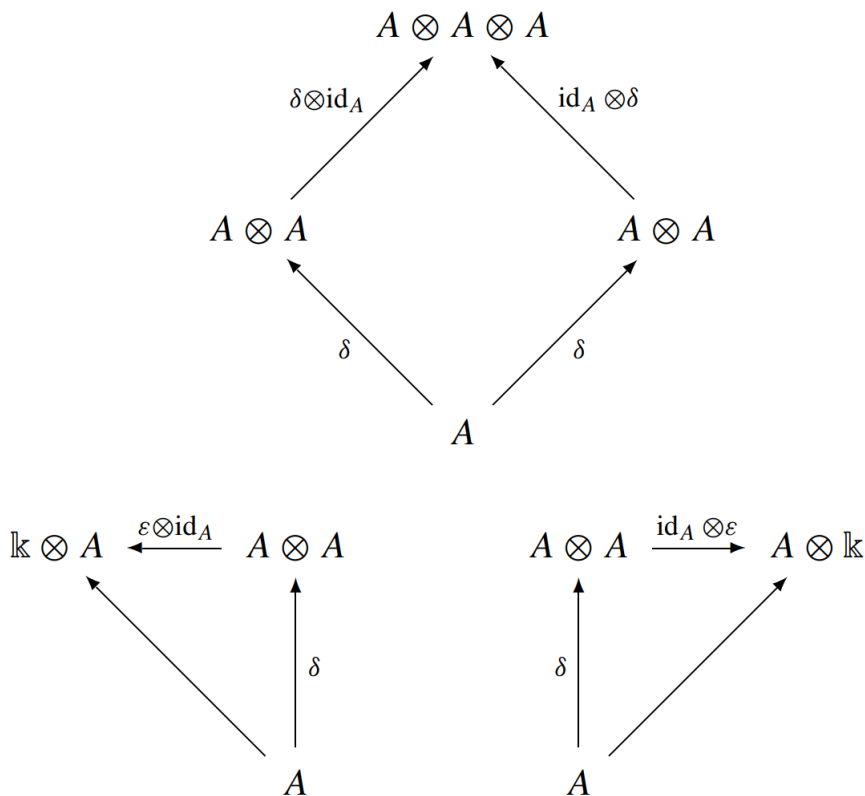 A ⊗ A ⊗ A
δ⊗id_A id_A ⊗δ
A ⊗ A A ⊗ A
δ δ
A
𝕜 ⊗ A ε⊗id_A A ⊗ A A ⊗ A id_A ⊗ε A ⊗ 𝕜
δ δ
A A